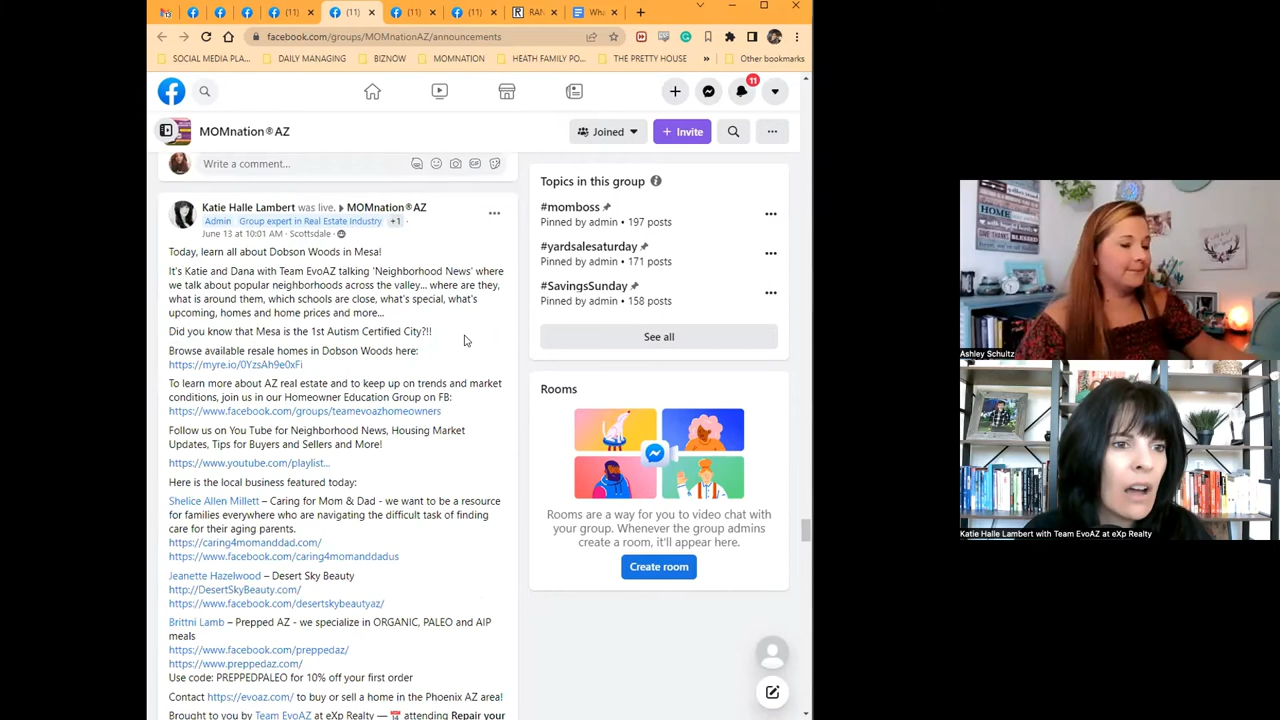 (11)
(11)
(11)
(11)
RAN
Wha
facebook.com/groups/MOMnationAZ/announcements
SOCIAL MEDIA PLA...
DAILY MANAGING
BIZNOW
MOMNATION
HEATH FAMILY PO...
THE PRETTY HOUSE
»
Other bookmarks
11
MOMnation®AZ
Joined
+ Invite
Write a comment...
GIF
Katie Halle Lambert was live. ▸ MOMnation®AZ
Admin Group expert in Real Estate Industry +1 ·
June 13 at 10:01 AM · Scottsdale ·
Today, learn all about Dobson Woods in Mesa!
It's Katie and Dana with Team EvoAZ talking 'Neighborhood News' where
we talk about popular neighborhoods across the valley... where are they,
what is around them, which schools are close, what's special, what's
upcoming, homes and home prices and more...
Did you know that Mesa is the 1st Autism Certified City?!!
Browse available resale homes in Dobson Woods here:
https://myre.io/0YzsAh9e0xFi
To learn more about AZ real estate and to keep up on trends and market
conditions, join us in our Homeowner Education Group on FB:
https://www.facebook.com/groups/teamevoazhomeowners
Follow us on You Tube for Neighborhood News, Housing Market
Updates, Tips for Buyers and Sellers and More!
https://www.youtube.com/playlist...
Here is the local business featured today:
Shelice Allen Millett – Caring for Mom & Dad - we want to be a resource
for families everywhere who are navigating the difficult task of finding
care for their aging parents.
https://caring4momanddad.com/
https://www.facebook.com/caring4momanddadus
Jeanette Hazelwood – Desert Sky Beauty
http://DesertSkyBeauty.com/
https://www.facebook.com/desertskybeautyaz/
Brittni Lamb – Prepped AZ - we specialize in ORGANIC, PALEO and AIP
meals
https://www.facebook.com/preppedaz/
https://www.preppedaz.com/
Use code: PREPPEDPALEO for 10% off your first order
Contact https://evoaz.com/ to buy or sell a home in the Phoenix AZ area!
Brought to you by Team EvoAZ at eXp Realty — attending Repair your
Topics in this group
#momboss
Pinned by admin • 197 posts
#yardsalesaturday
Pinned by admin • 171 posts
#SavingsSunday
Pinned by admin • 158 posts
See all
Rooms
Rooms are a way for you to video chat with
your group. Whenever the group admins
create a room, it'll appear here.
Create room
HOME
Ashley Schultz
Katie Halle Lambert with Team EvoAZ at eXp Realty